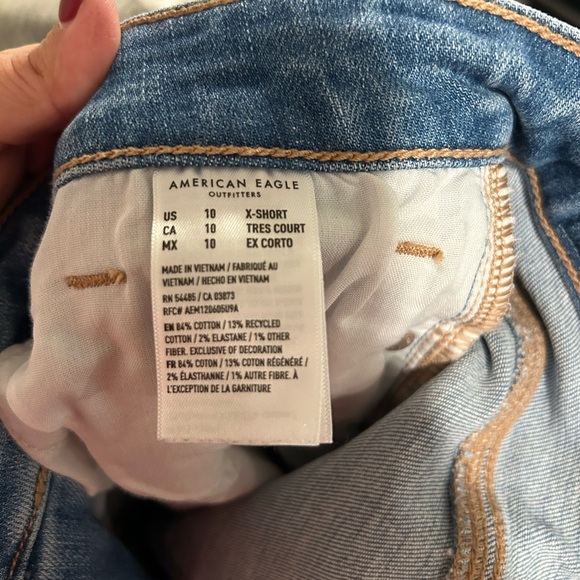 AMERICAN EAGLE
OUTFITTERS
US 10 X-SHORT
CA 10 TRES COURT
MX 10 EX CORTO
MADE IN VIETNAM / FABRIQUÉ AU
VIETNAM / HECHO EN VIETNAM
RN 54485 / CA 03873
RFC# AEM120605U9A
EN 84% COTTON / 13% RECYCLED
COTTON / 2% ELASTANE / 1% OTHER
FIBER. EXCLUSIVE OF DECORATION
FR 84% COTON / 13% COTON RÉGÉNÉRÉ /
2% ÉLASTHANNE / 1% AUTRE FIBRE. À
L'EXCEPTION DE LA GARNITURE